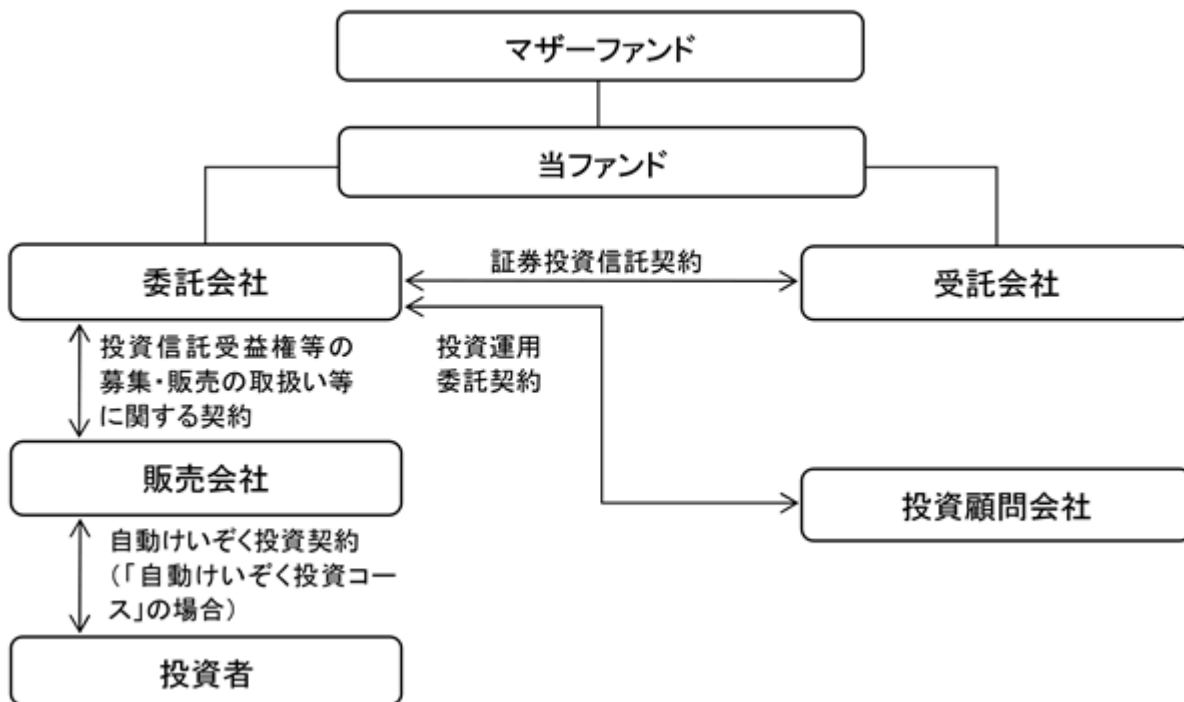 マザーファンド
当ファンド
委託会社
証券投資信託契約
受託会社
投資信託受益権等の
募集・販売の取扱い等
に関する契約
投資運用
委託契約
販売会社
投資顧問会社
自動けいぞく投資契約
（「自動けいぞく投資コー
ス」の場合）
投資者